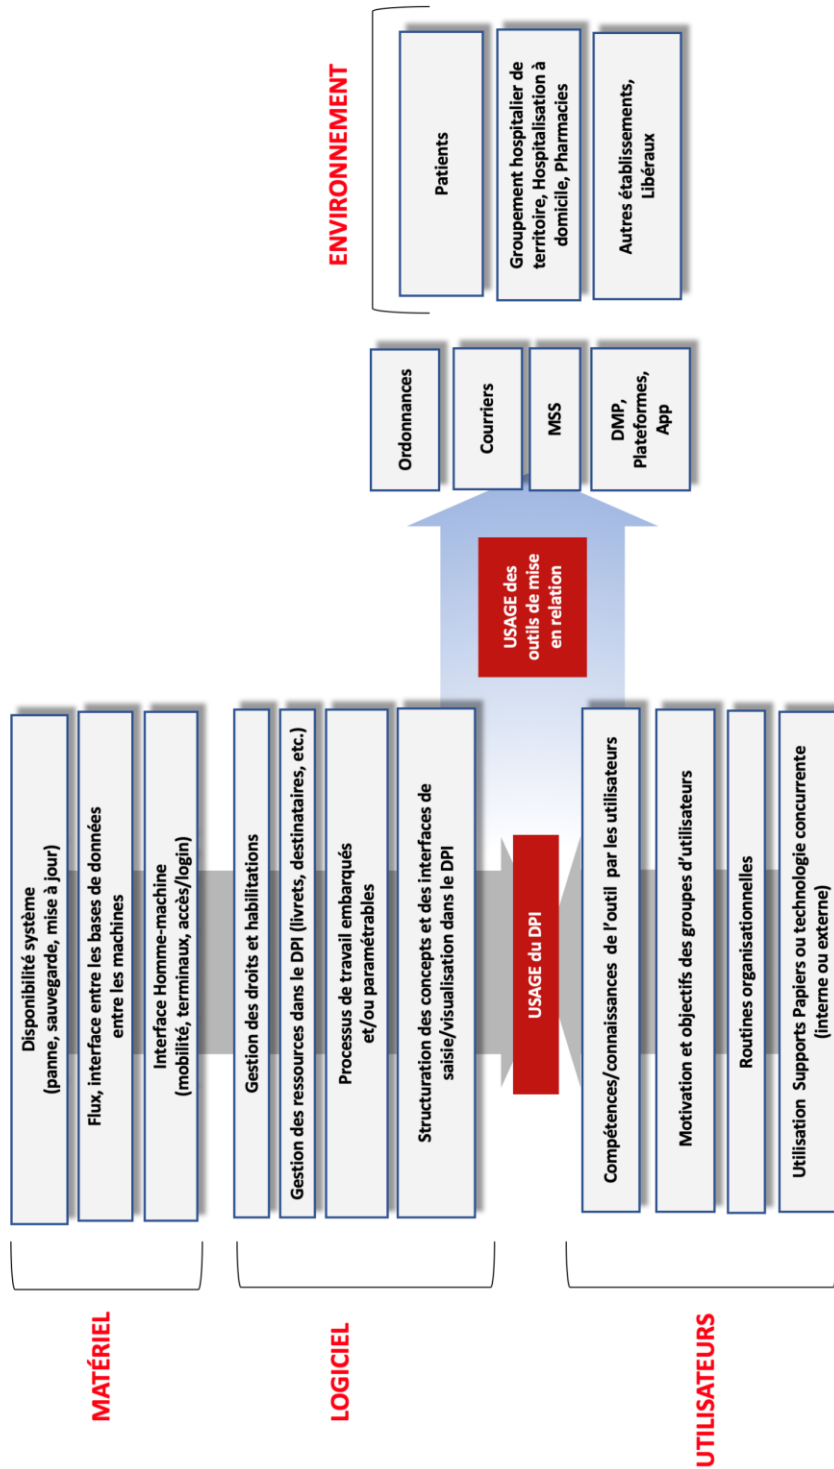 MATÉRIEL
Disponibilité système
(panne, sauvegarde, mise à jour)
Flux, interface entre les bases de données
entre les machines
Interface Homme-machine
(mobilité, terminaux, accès/login)
LOGICIEL
Gestion des droits et habilitations
Gestion des ressources dans le DPI (livrets, destinataires, etc.)
Processus de travail embarqués
et/ou paramétrables
Structuration des concepts et des interfaces de
saisie/visualisation dans le DPI
USAGE du DPI
UTILISATEURS
Compétences/connaissances de l’outil par les utilisateurs
Motivation et objectifs des groupes d’utilisateurs
Routines organisationnelles
Utilisation Supports Papiers ou technologie concurrente
(interne ou externe)
USAGE des
outils de mise
en relation
Ordonnances
Courriers
MSS
DMP,
Plateformes,
App
ENVIRONNEMENT
Patients
Groupement hospitalier de
territoire, Hospitalisation à
domicile, Pharmacies
Autres établissements,
Libéraux